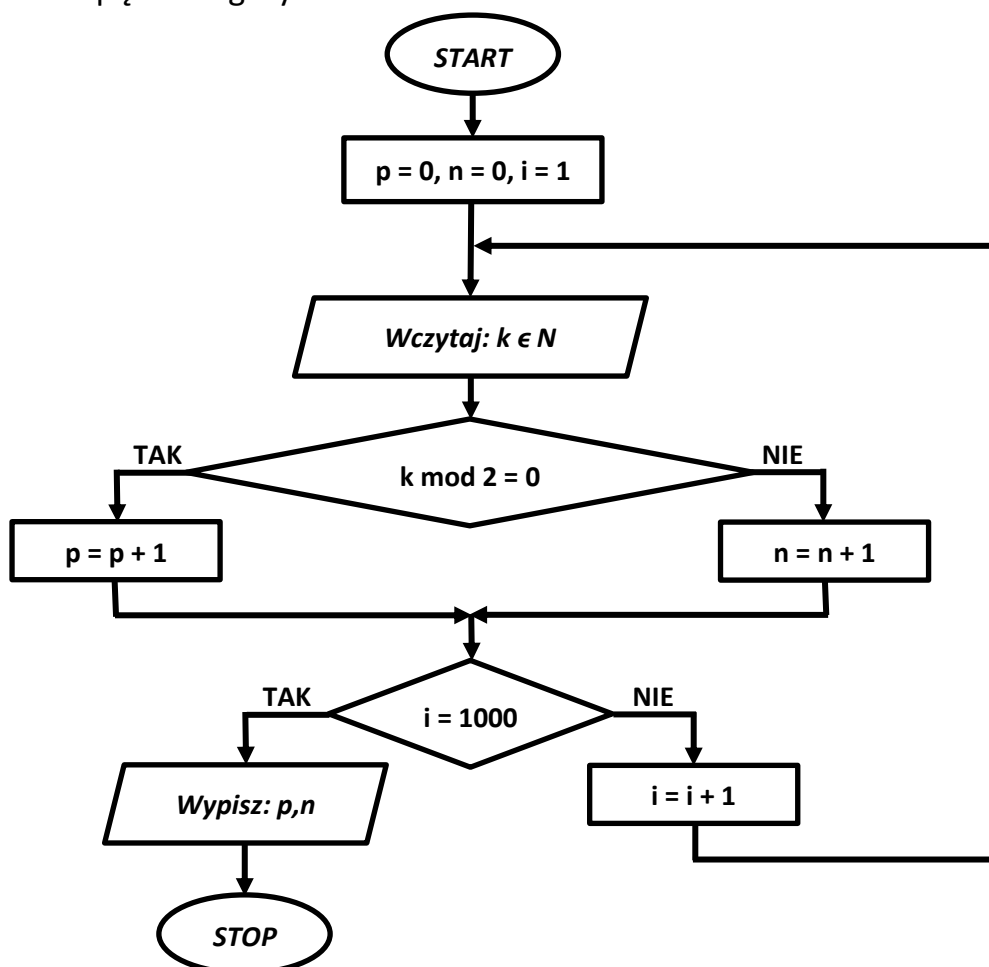 START
p = 0, n = 0, i = 1
Wczytaj: k ϵ N
TAK
NIE
k mod 2 = 0
p = p + 1
n = n + 1
TAK
NIE
i = 1000
Wypisz: p,n
i = i + 1
STOP